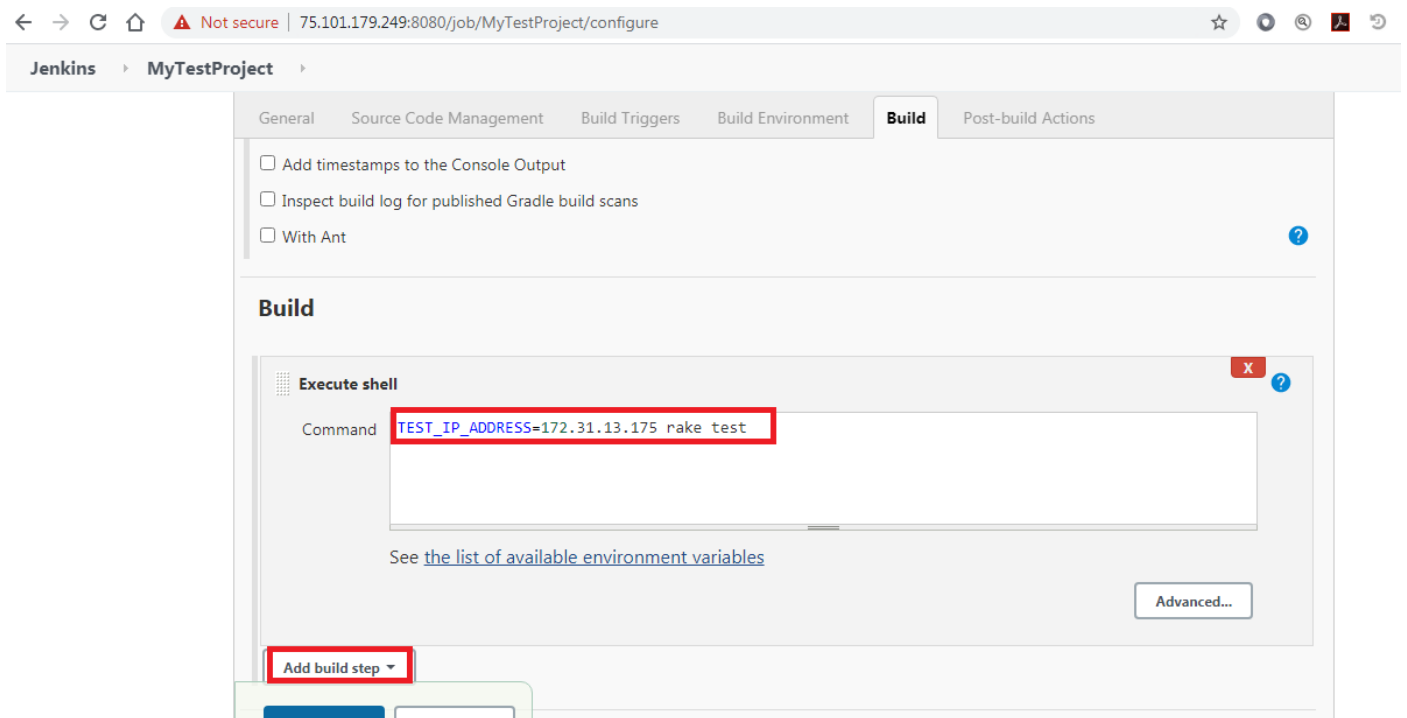 Not secure | 75.101.179.249:8080/job/MyTestProject/configure
Jenkins MyTestProject
General Source Code Management Build Triggers Build Environment Build Post-build Actions
Add timestamps to the Console Output
Inspect build log for published Gradle build scans
With Ant
?
Build
X
Execute shell ?
Command TEST_IP_ADDRESS=172.31.13.175 rake test
See the list of available environment variables
Advanced...
Add build step